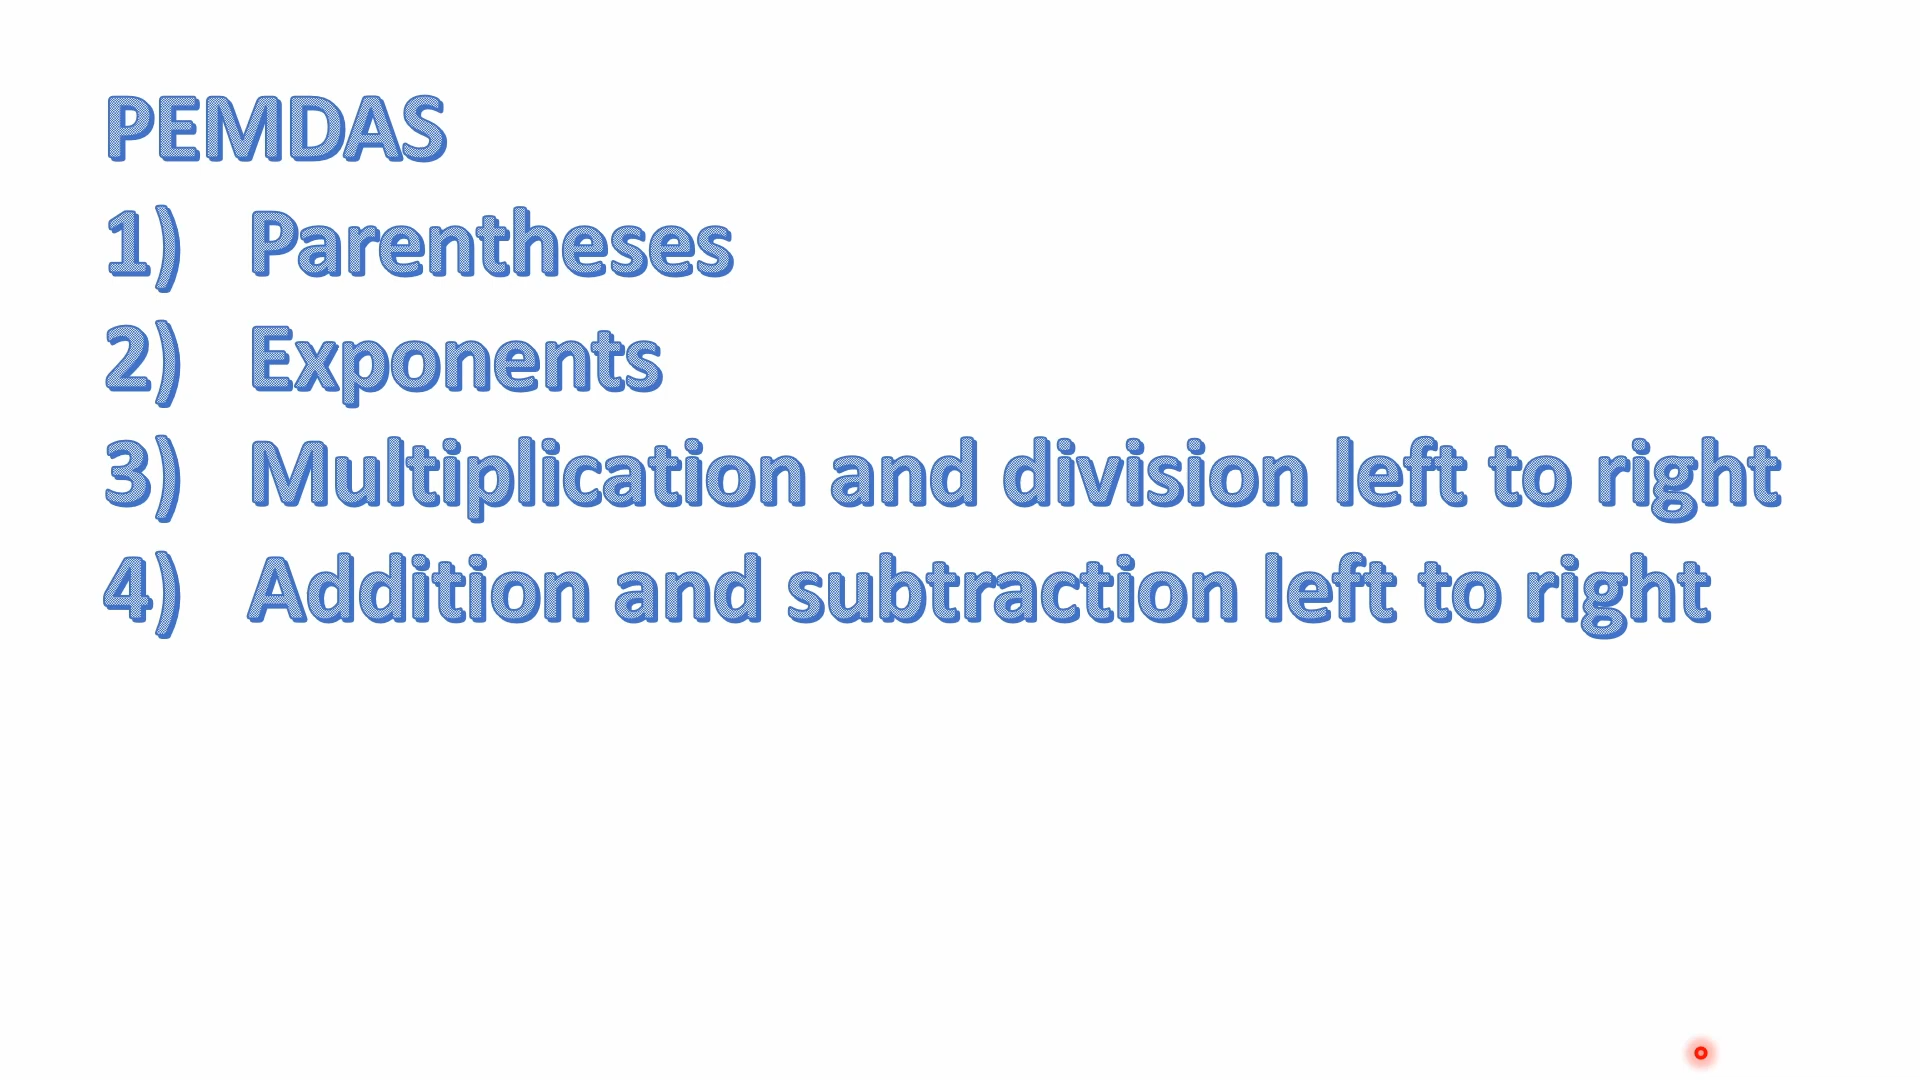 PEMDAS
1) Parentheses
2) Exponents
3) Multiplication and division left to right
4) Addition and subtraction left to right